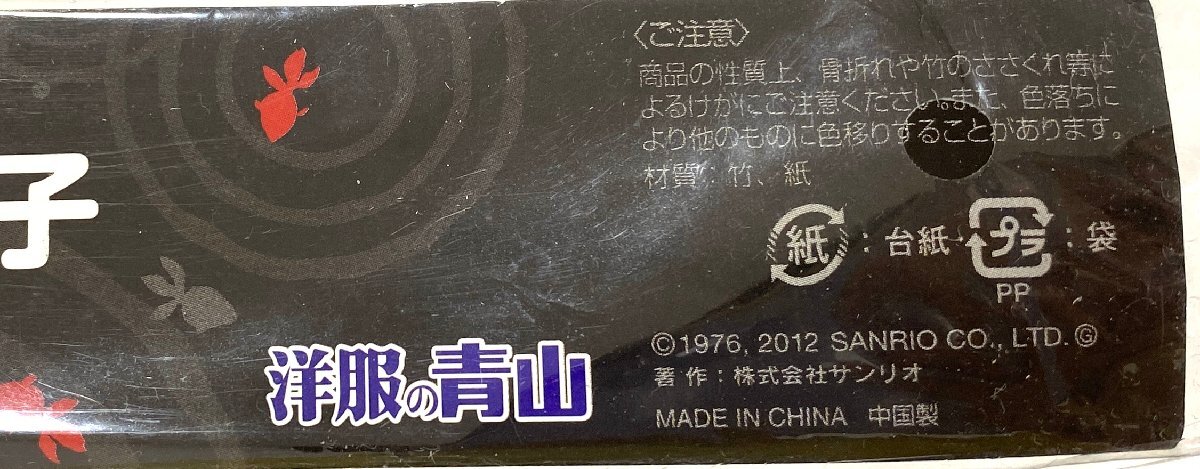 〈ご注意〉
商品の性質上、骨折れや竹のささくれ等に
よるけがにご注意ください。また、色落ちに
より他のものに色移りすることがあります。
材質：竹、紙
子
紙：台紙 プラ：袋
PP
洋服の青山
©1976, 2012 SANRIO CO., LTD. Ⓖ
著作：株式会社サンリオ
MADE IN CHINA 中国製